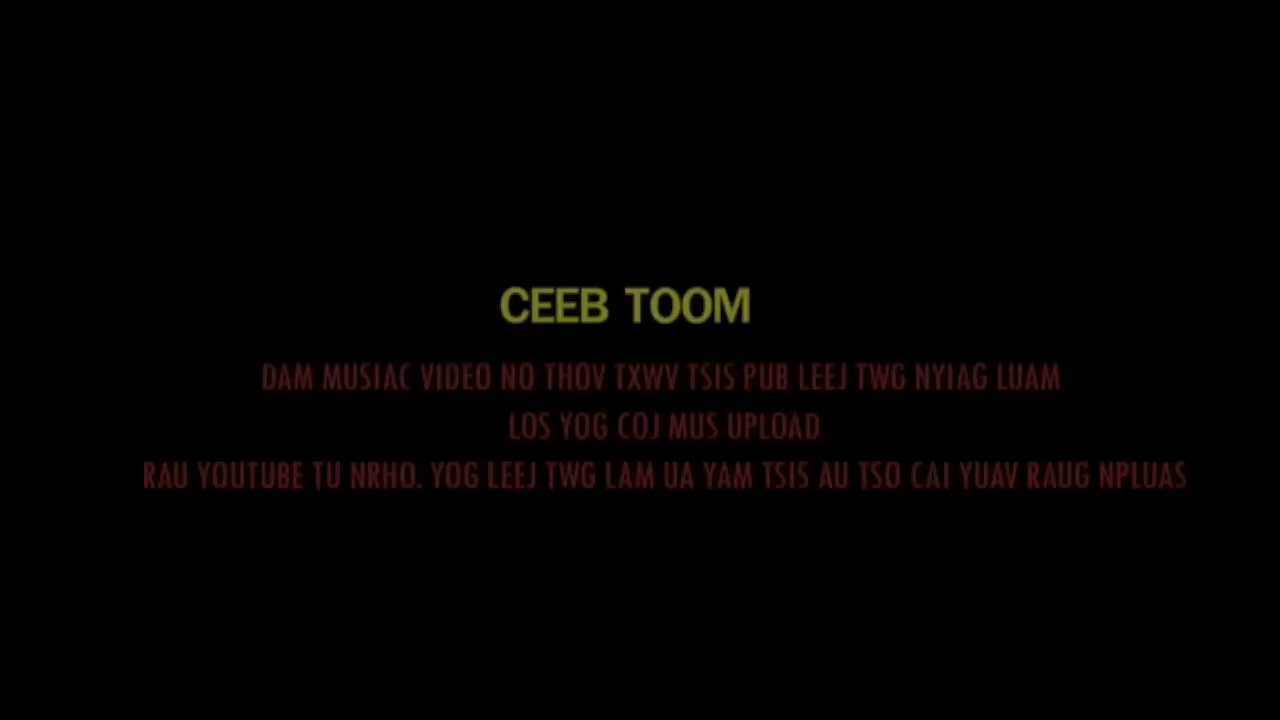 CEEB TOOM
DAM MUSIAC VIDEO NO THOV TXWV TSIS PUB LEEJ TWG NYIAG LUAM
LOS YOG COJ MUS UPLOAD
RAU YOUTUBE TU NRHO. YOG LEEJ TWG LAM UA YAM TSIS AU TSO CAI YUAV RAUG NPLUAS